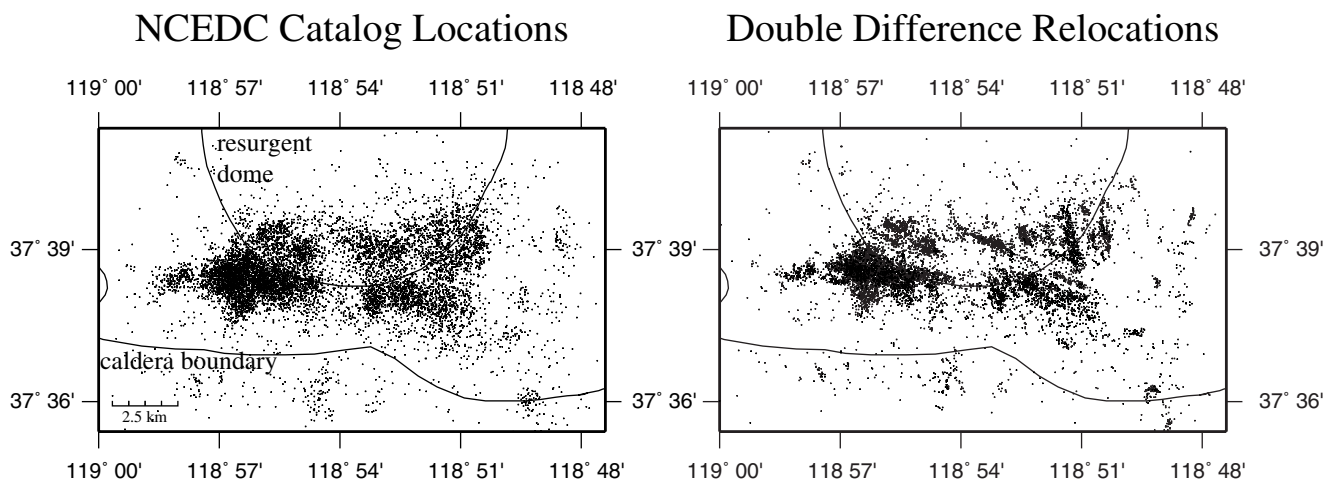 NCEDC Catalog Locations
Double Difference Relocations
119˚ 00' 118˚ 57' 118˚ 54' 118˚ 51' 118˚ 48'
119˚ 00' 118˚ 57' 118˚ 54' 118˚ 51' 118˚ 48'
resurgent
dome
37˚ 39'
37˚ 39'
37˚ 39'
caldera boundary
37˚ 36'
2.5 km
37˚ 36'
37˚ 36'
119˚ 00' 118˚ 57' 118˚ 54' 118˚ 51' 118˚ 48'
119˚ 00' 118˚ 57' 118˚ 54' 118˚ 51' 118˚ 48'